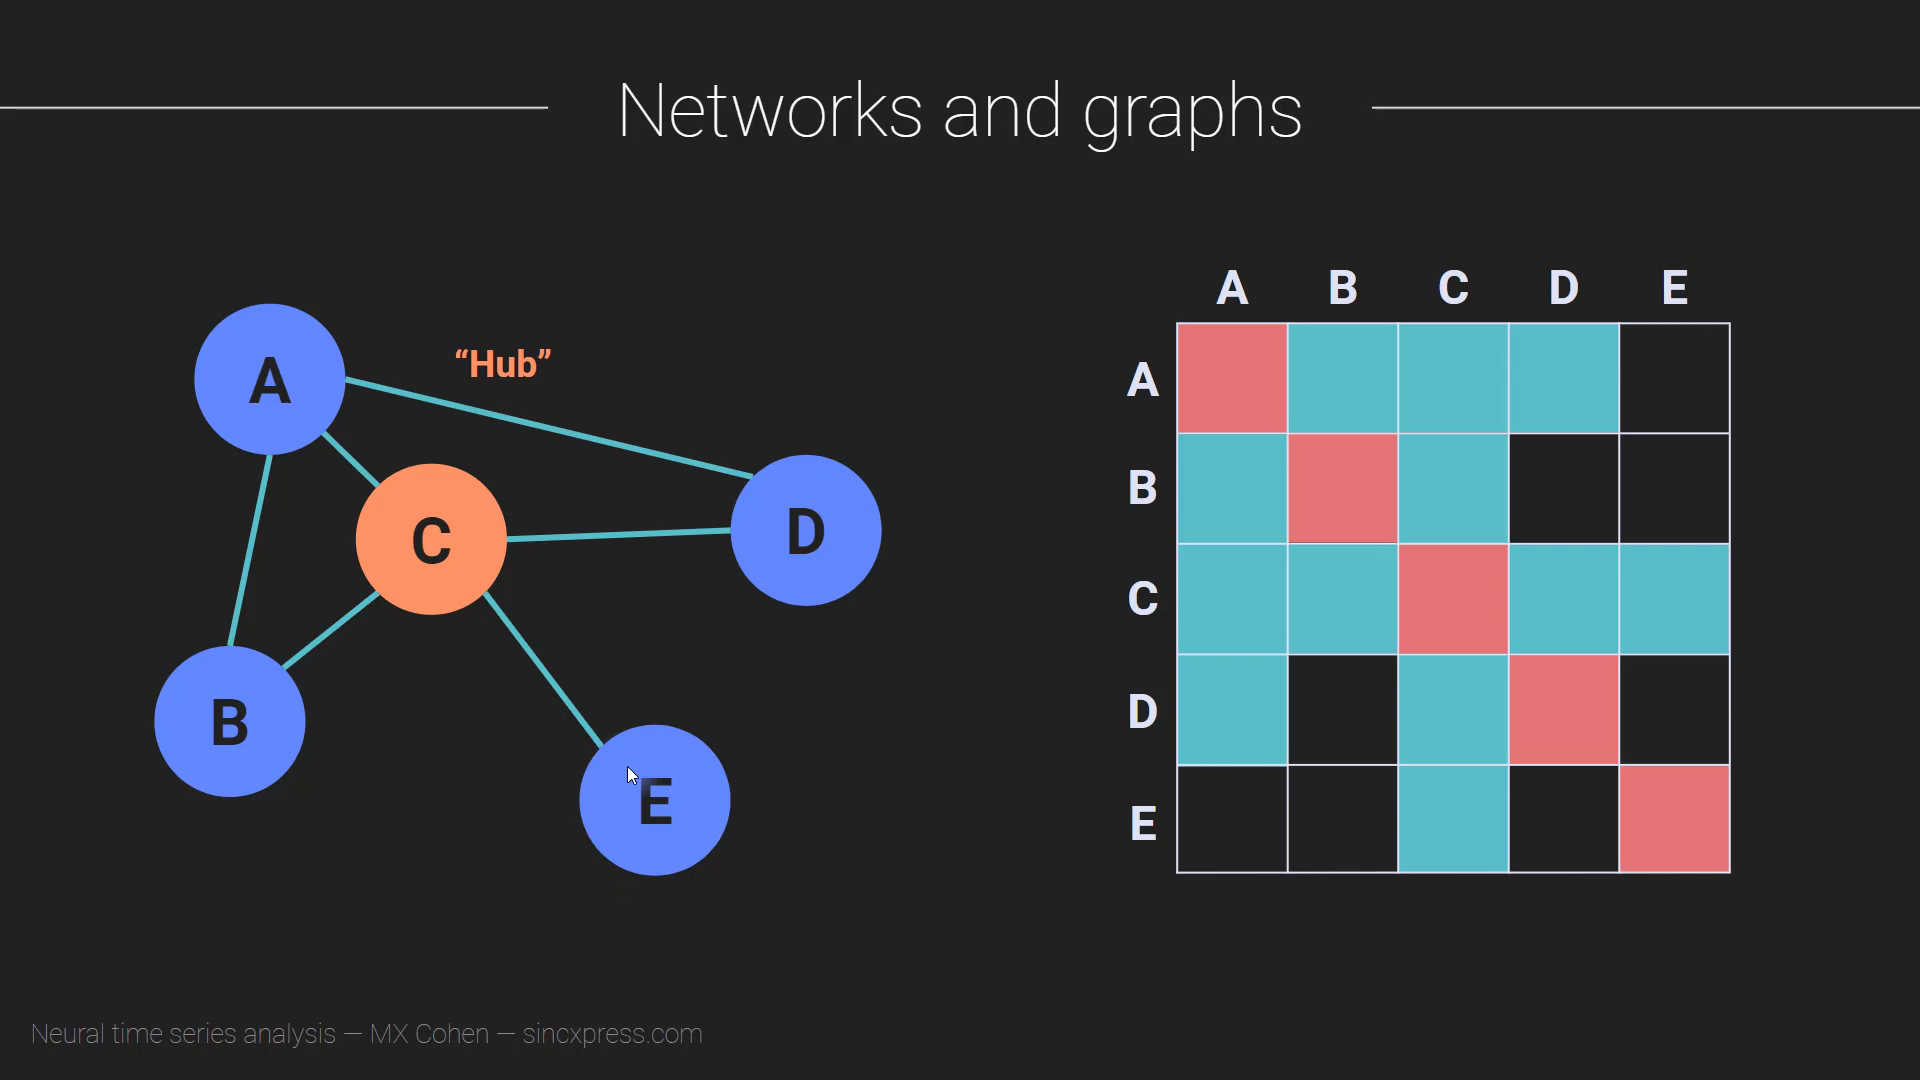 Networks and graphs
“Hub”
A
C
D
B
E
A B C D E
A
B
C
D
E
Neural time series analysis — MX Cohen — sincxpress.com